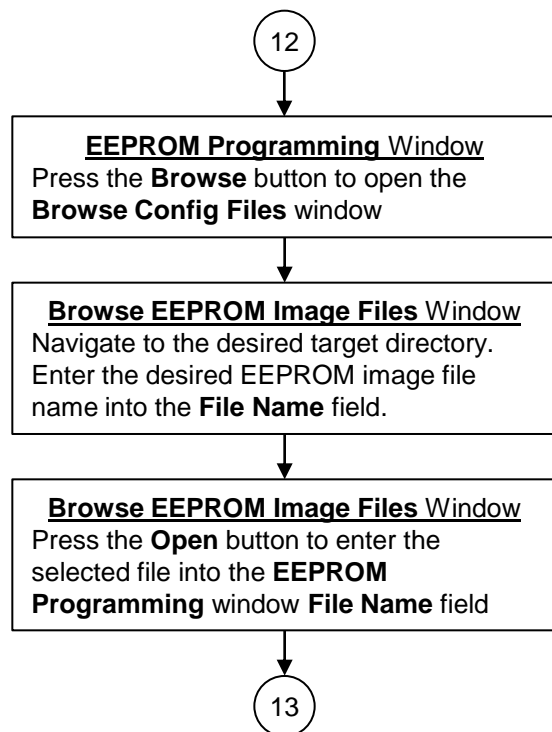 12
EEPROM Programming Window
Press the Browse button to open the
Browse Config Files window
Browse EEPROM Image Files Window
Navigate to the desired target directory.
Enter the desired EEPROM image file
name into the File Name field.
Browse EEPROM Image Files Window
Press the Open button to enter the
selected file into the EEPROM
Programming window File Name field
13